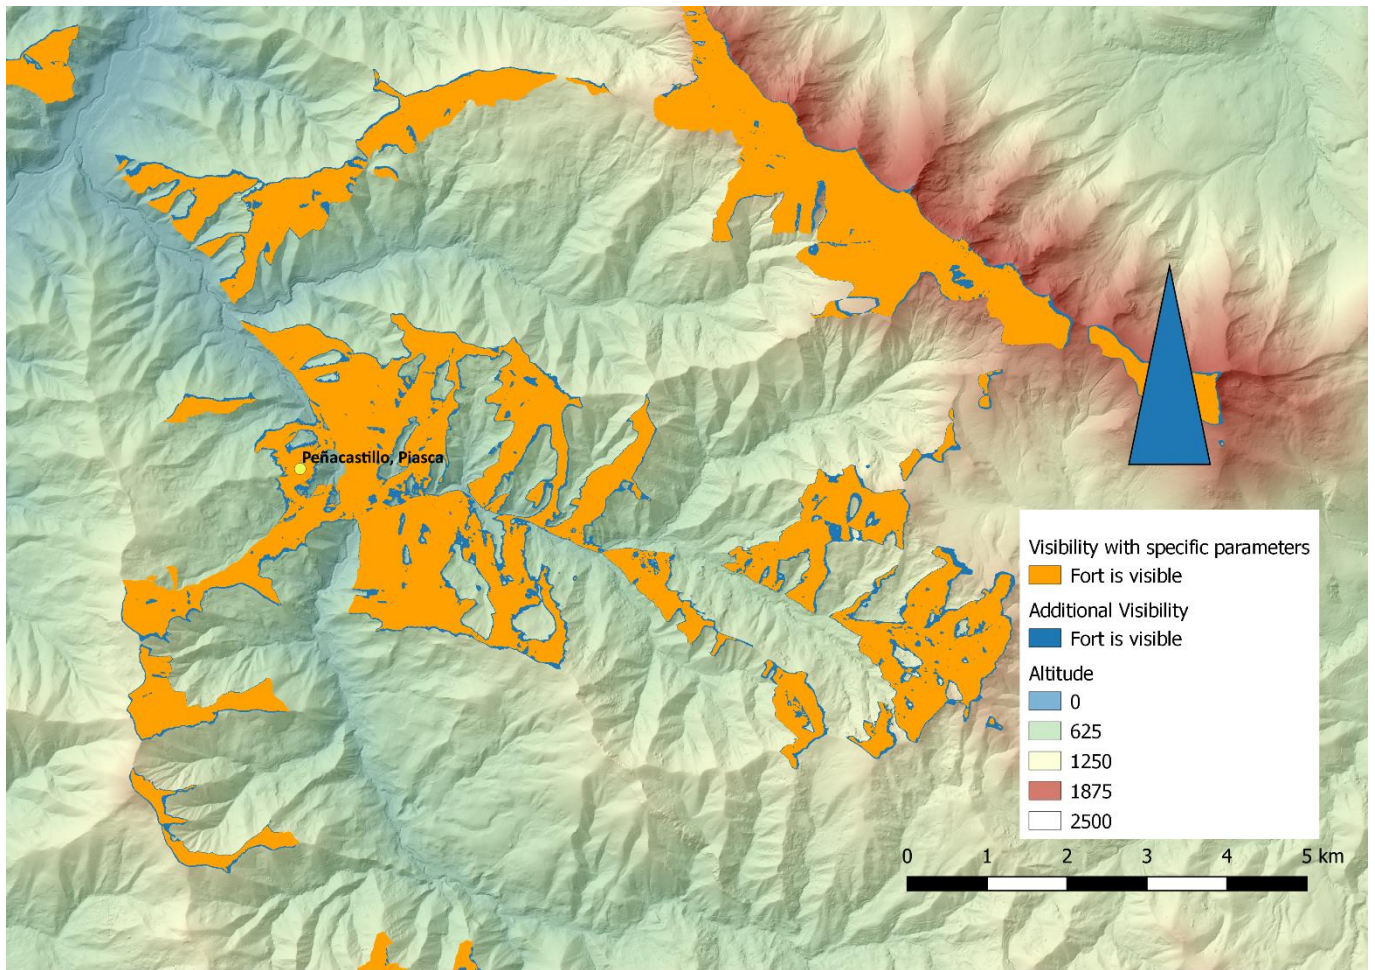 Peñacastillo, Piasca
Visibility with specific parameters
Fort is visible
Additional Visibility
Fort is visible
Altitude
0
625
1250
1875
2500
0 1 2 3 4 5 km